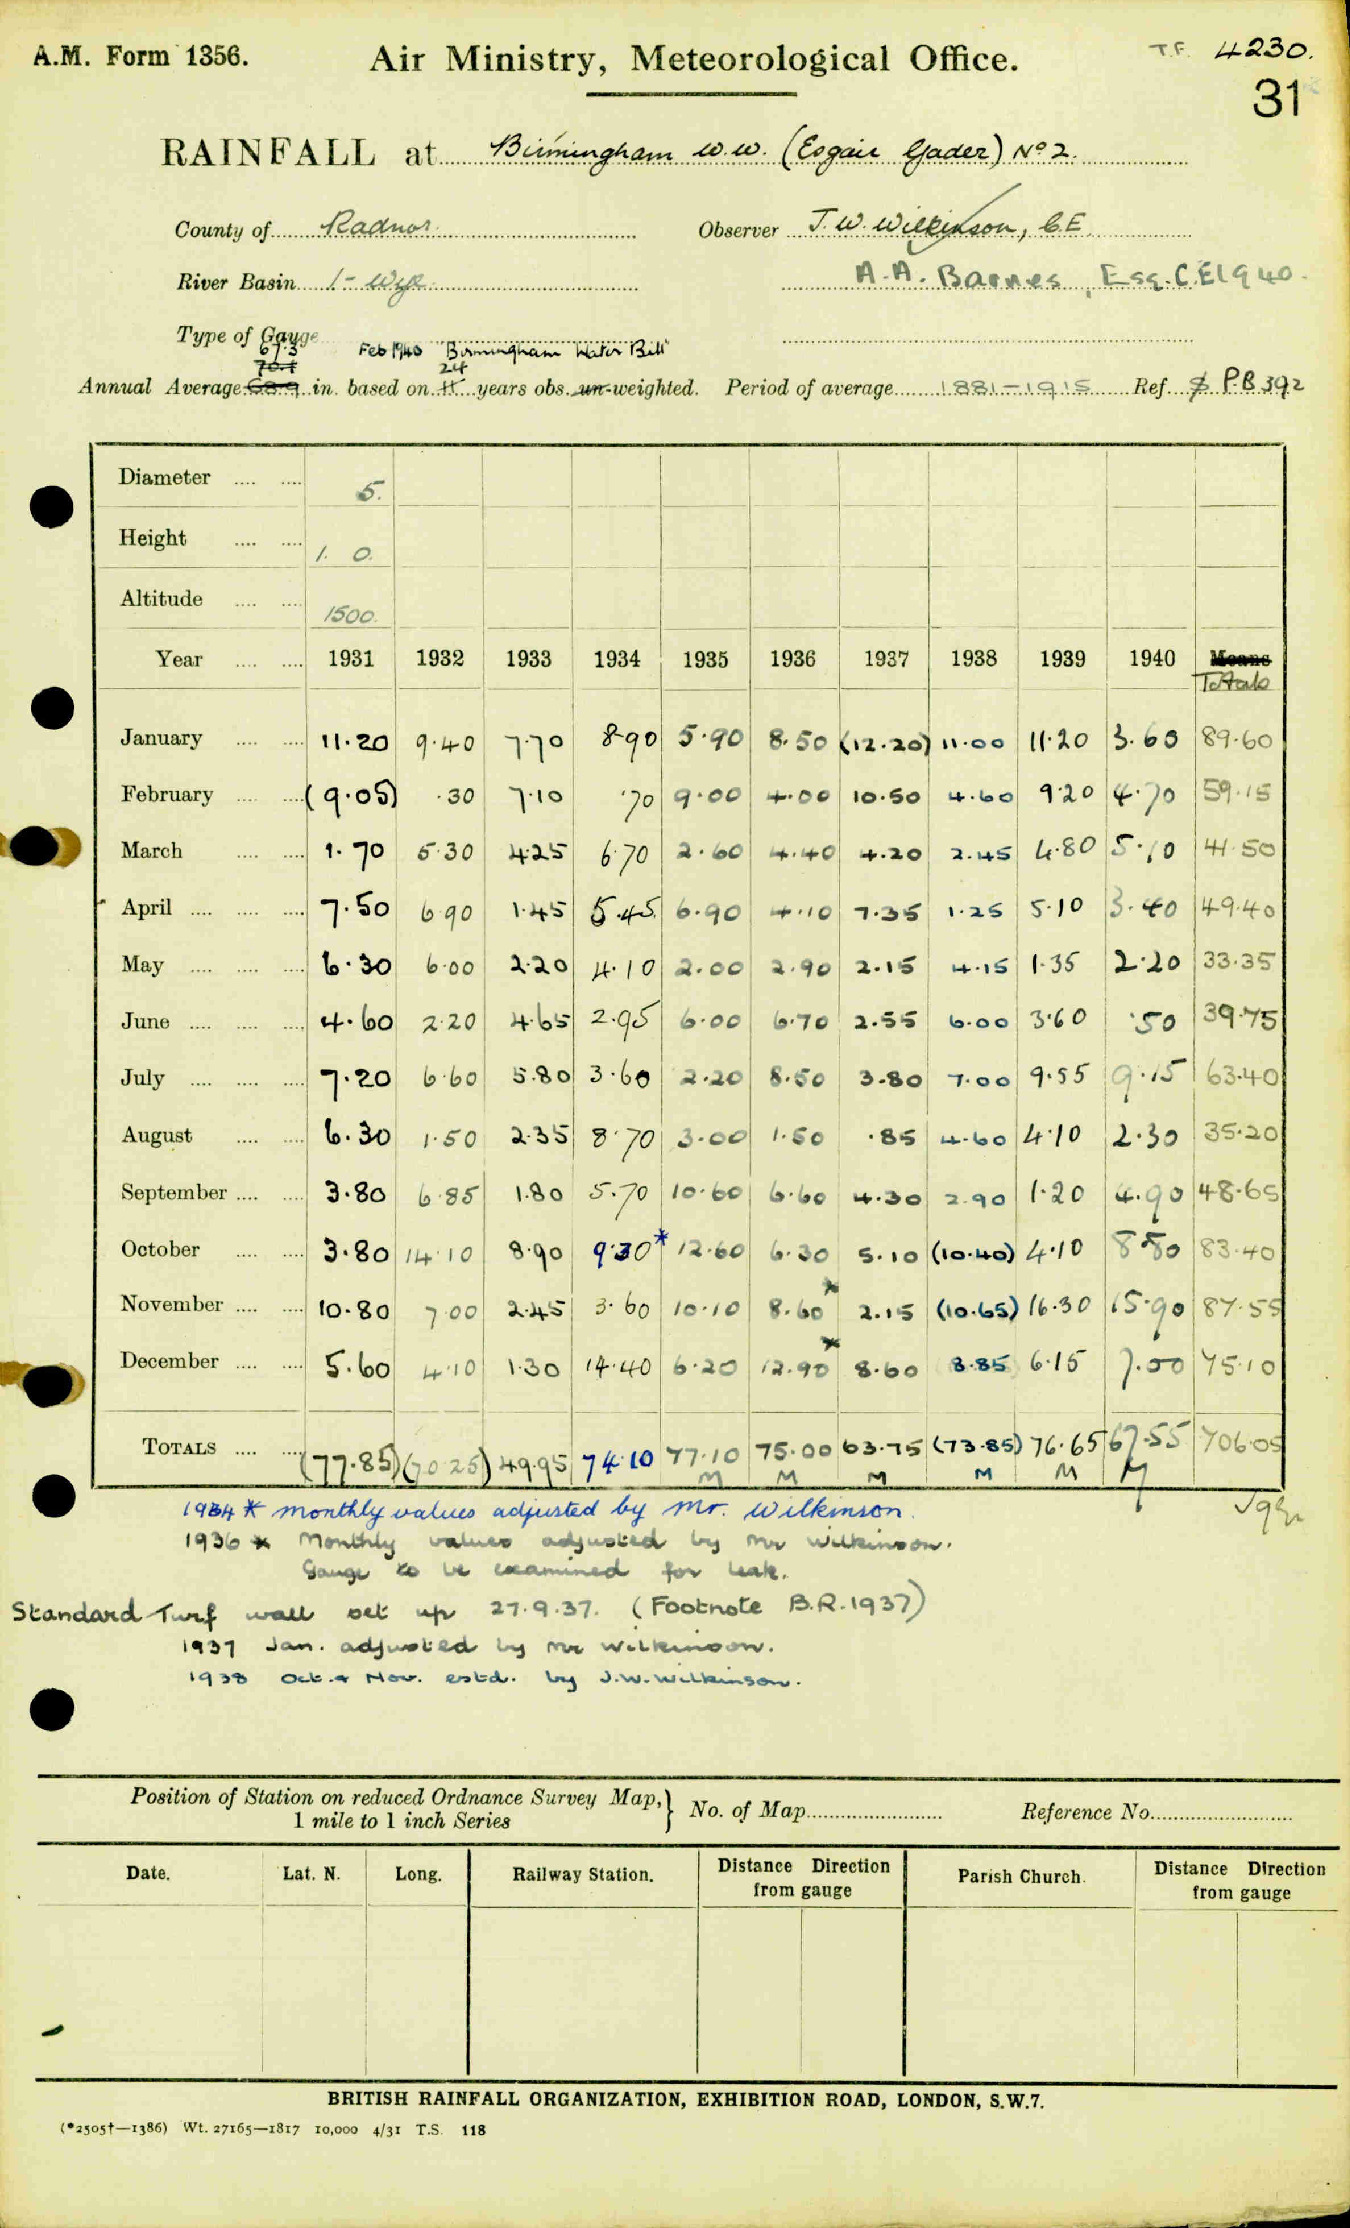 A.M. Form 1356. Air Ministry, Meteorological Office. T.F. 4230.
31
RAINFALL at Birmingham W.W. (Esgair Gader) No 2.
County of Radnor. Observer J.W. Wilkinson, C.E.
River Basin 1 - Wye. A.A. Barnes, Esq. C.E 1940.
Type of Gauge
67.3 Feb 1940 "Birmingham Water Bill"
70.1 24
Annual Average 68.9 in. based on 11 years obs. un-weighted. Period of average 1881-1915 Ref. P.B 392
Diameter 5.
Height 1. 0.
Altitude 1500.
Year 1931 1932 1933 1934 1935 1936 1937 1938 1939 1940 Means
Totals
January 11.20 9.40 7.70 8.90 5.90 8.50 (12.20) 11.00 11.20 3.60 89.60
February (9.05) .30 7.10 .70 9.00 4.00 10.50 4.60 9.20 4.70 59.15
March 1.70 5.30 4.25 6.70 2.60 4.40 4.20 2.45 4.80 5.10 41.50
April 7.50 6.90 1.45 5.45 6.90 4.10 7.35 1.25 5.10 3.40 49.40
May 6.30 6.00 2.20 4.10 2.00 2.90 2.15 4.15 1.35 2.20 33.35
June 4.60 2.20 4.65 2.95 6.00 6.70 2.55 6.00 3.60 .50 39.75
July 7.20 6.60 5.80 3.60 2.20 8.50 3.80 7.00 9.55 9.15 63.40
August 6.30 1.50 2.35 8.70 3.00 1.50 .85 4.60 4.10 2.30 35.20
September 3.80 6.85 1.80 5.70 10.60 6.60 4.30 2.90 1.20 4.90 48.65
October 3.80 14.10 8.90 9.30* 12.60 6.30 5.10 (10.40) 4.10 8.80 83.40
November 10.80 7.00 2.45 3.60 10.10 8.60* 2.15 (10.65) 16.30 15.90 87.55
December 5.60 4.10 1.30 14.40 6.20 12.90* 8.60 8.85 6.15 7.00 75.10
TOTALS (77.85) (70.25) 49.95 74.10 77.10 75.00 63.75 (73.85) 76.65 67.55 706.05
M M M M M M
1934 * monthly values adjusted by Mr. Wilkinson.
1936 * Monthly values adjusted by Mr Wilkinson.
Gauge to be examined for leak.
Standard Turf wall set up 27.9.37. (Footnote B.R. 1937)
1937 Jan. adjusted by Mr Wilkinson.
1938 Oct. & Nov. estd. by J.W. Wilkinson.
Position of Station on reduced Ordnance Survey Map, } No. of Map Reference No.
1 mile to 1 inch Series
Date. Lat. N. Long. Railway Station. Distance Direction from gauge Parish Church. Distance Direction from gauge
BRITISH RAINFALL ORGANIZATION, EXHIBITION ROAD, LONDON, S.W.7.
(*2505†—1386) Wt. 27165—1817 10,000 4/31 T.S. 118